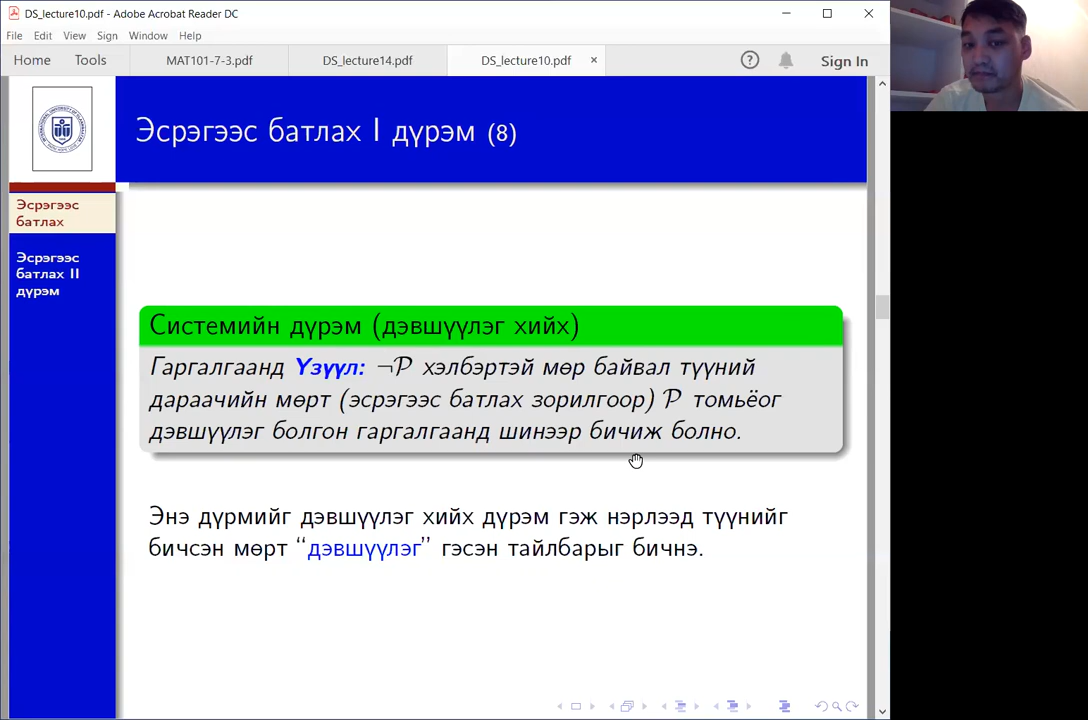 DS_lecture10.pdf - Adobe Acrobat Reader DC
File Edit View Sign Window Help
Home Tools MAT101-7-3.pdf DS_lecture14.pdf DS_lecture10.pdf × Sign In
Эсрэгээс батлах I дүрэм (8)
Эсрэгээс
батлах
Эсрэгээс
батлах II
дүрэм
Системийн дүрэм (дэвшүүлэг хийх)
Гаргалгаанд Үзүүл: ¬P хэлбэртэй мөр байвал түүний
дараачийн мөрт (эсрэгээс батлах зорилгоор) P томьёог
дэвшүүлэг болгон гаргалгаанд шинээр бичиж болно.
Энэ дүрмийг дэвшүүлэг хийх дүрэм гэж нэрлээд түүнийг
бичсэн мөрт “дэвшүүлэг” гэсэн тайлбарыг бичнэ.